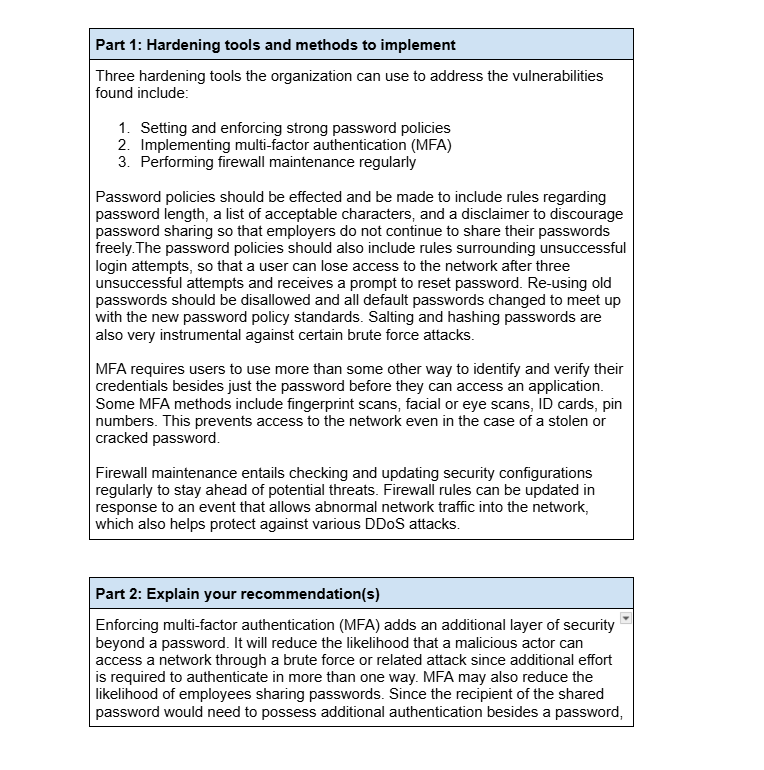 Part 1: Hardening tools and methods to implement
Three hardening tools the organization can use to address the vulnerabilities
found include:
1. Setting and enforcing strong password policies
2. Implementing multi-factor authentication (MFA)
3. Performing firewall maintenance regularly
Password policies should be effected and be made to include rules regarding
password length, a list of acceptable characters, and a disclaimer to discourage
password sharing so that employers do not continue to share their passwords
freely.The password policies should also include rules surrounding unsuccessful
login attempts, so that a user can lose access to the network after three
unsuccessful attempts and receives a prompt to reset password. Re-using old
passwords should be disallowed and all default passwords changed to meet up
with the new password policy standards. Salting and hashing passwords are
also very instrumental against certain brute force attacks.
MFA requires users to use more than some other way to identify and verify their
credentials besides just the password before they can access an application.
Some MFA methods include fingerprint scans, facial or eye scans, ID cards, pin
numbers. This prevents access to the network even in the case of a stolen or
cracked password.
Firewall maintenance entails checking and updating security configurations
regularly to stay ahead of potential threats. Firewall rules can be updated in
response to an event that allows abnormal network traffic into the network,
which also helps protect against various DDoS attacks.
Part 2: Explain your recommendation(s)
Enforcing multi-factor authentication (MFA) adds an additional layer of security
beyond a password. It will reduce the likelihood that a malicious actor can
access a network through a brute force or related attack since additional effort
is required to authenticate in more than one way. MFA may also reduce the
likelihood of employees sharing passwords. Since the recipient of the shared
password would need to possess additional authentication besides a password,